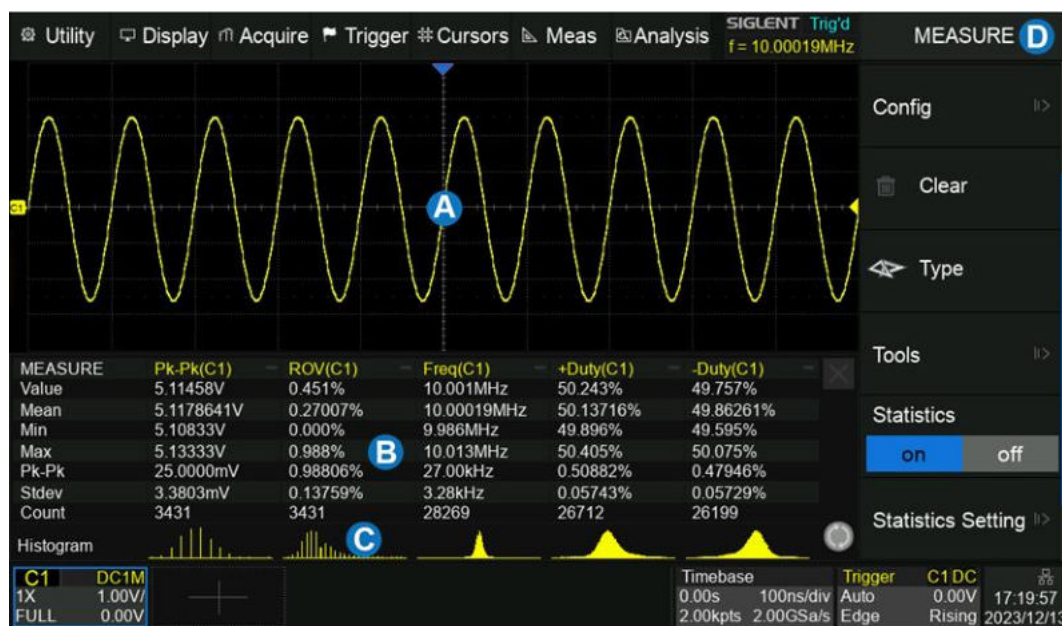 Utility Display Acquire Trigger Cursors Meas Analysis SIGLENT Trig'd
f = 10.00019MHz
MEASURE D
Config
Clear
Type
Tools
Statistics
on off
Statistics Setting
C1
A
MEASURE Pk-Pk(C1) ROV(C1) Freq(C1) +Duty(C1) -Duty(C1)
Value 5.11458V 0.451% 10.001MHz 50.243% 49.757%
Mean 5.1178641V 0.27007% 10.00019MHz 50.13716% 49.86261%
Min 5.10833V 0.000% 9.986MHz 49.896% 49.595%
Max 5.13333V 0.988% 10.013MHz 50.405% 50.075%
B
Pk-Pk 25.0000mV 0.98806% 27.00kHz 0.50882% 0.47946%
Stdev 3.3803mV 0.13759% 3.28kHz 0.05743% 0.05729%
Count 3431 3431 28269 26712 26199
Histogram
C
C1 DC1M
1X 1.00V/
FULL 0.00V
Timebase
0.00s 100ns/div
2.00kpts 2.00GSa/s
Trigger C1 DC
Auto 0.00V
Edge Rising
17:19:57
2023/12/13